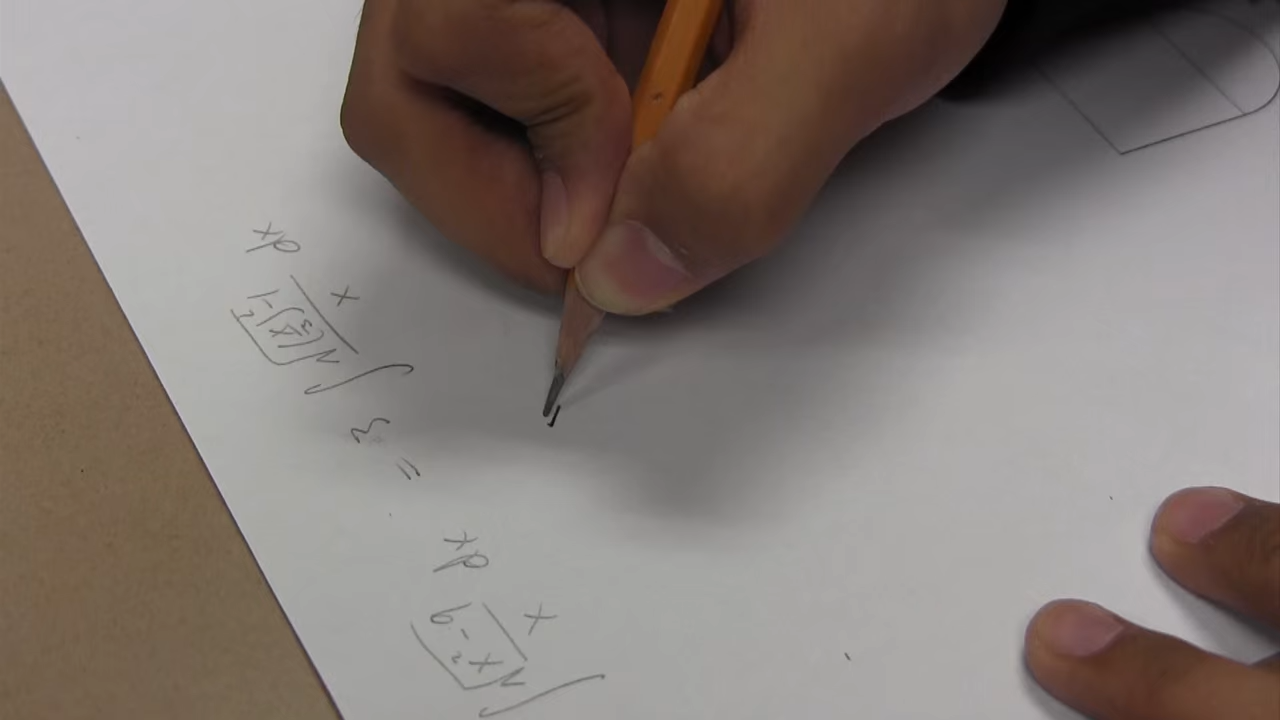 ∫ √(x² - 9) / x dx = 3 ∫ √((x/3)² - 1) / x dx